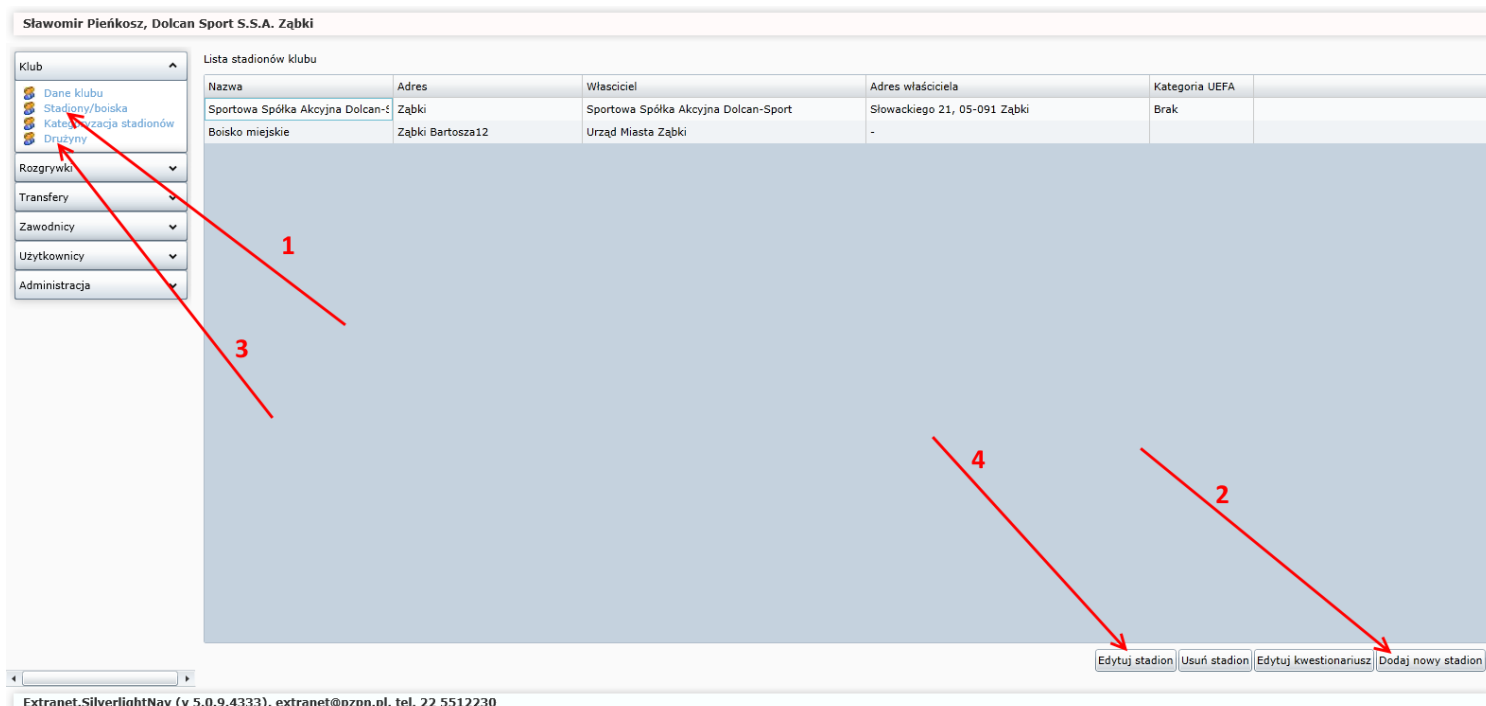 Sławomir Pieńkosz, Dolcan Sport S.S.A. Ząbki
Klub
Dane klubu
Stadiony/boiska
Kategoryzacja stadionów
Drużyny
Rozgrywki
Transfery
Zawodnicy
Użytkownicy
Administracja
Lista stadionów klubu
Nazwa Adres Własciciel Adres właściciela Kategoria UEFA
Sportowa Spółka Akcyjna Dolcan-S Ząbki Sportowa Spółka Akcyjna Dolcan-Sport Słowackiego 21, 05-091 Ząbki Brak
Boisko miejskie Ząbki Bartosza12 Urząd Miasta Ząbki -
1
3
4
2
Edytuj stadion Usuń stadion Edytuj kwestionariusz Dodaj nowy stadion
Extranet.SilverlightNav (v 5.0.9.4333), extranet@pzpn.pl, tel. 22 5512230